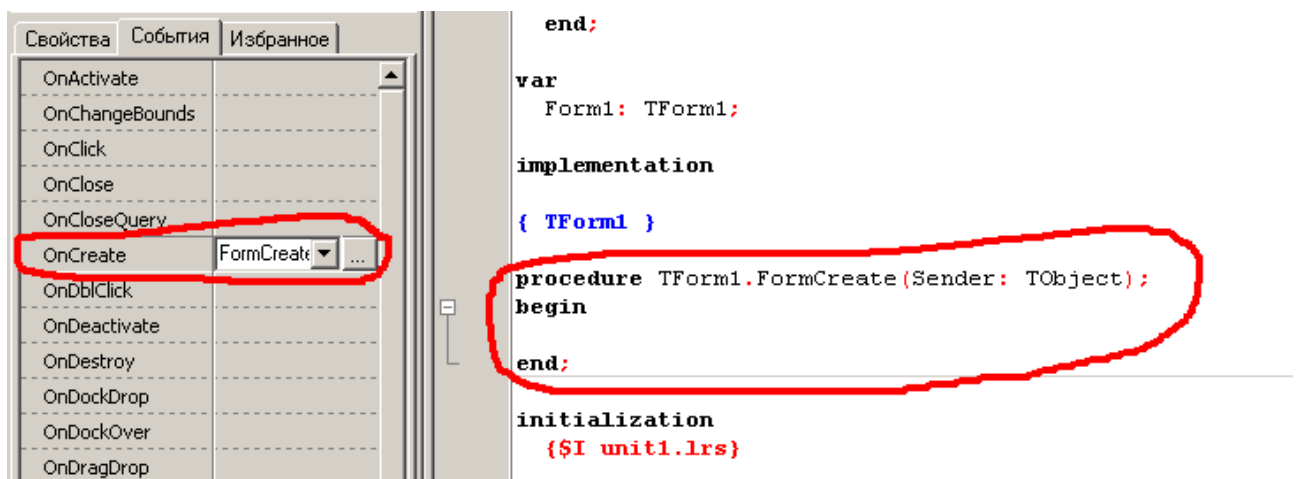 Свойства События Избранное
OnActivate
OnChangeBounds
OnClick
OnClose
OnCloseQuery
OnCreate FormCreate ...
OnDblClick
OnDeactivate
OnDestroy
OnDockDrop
OnDockOver
OnDragDrop
end;
var
Form1: TForm1;
implementation
{ TForm1 }
procedure TForm1.FormCreate(Sender: TObject);
begin
end;
initialization
{$I unit1.lrs}